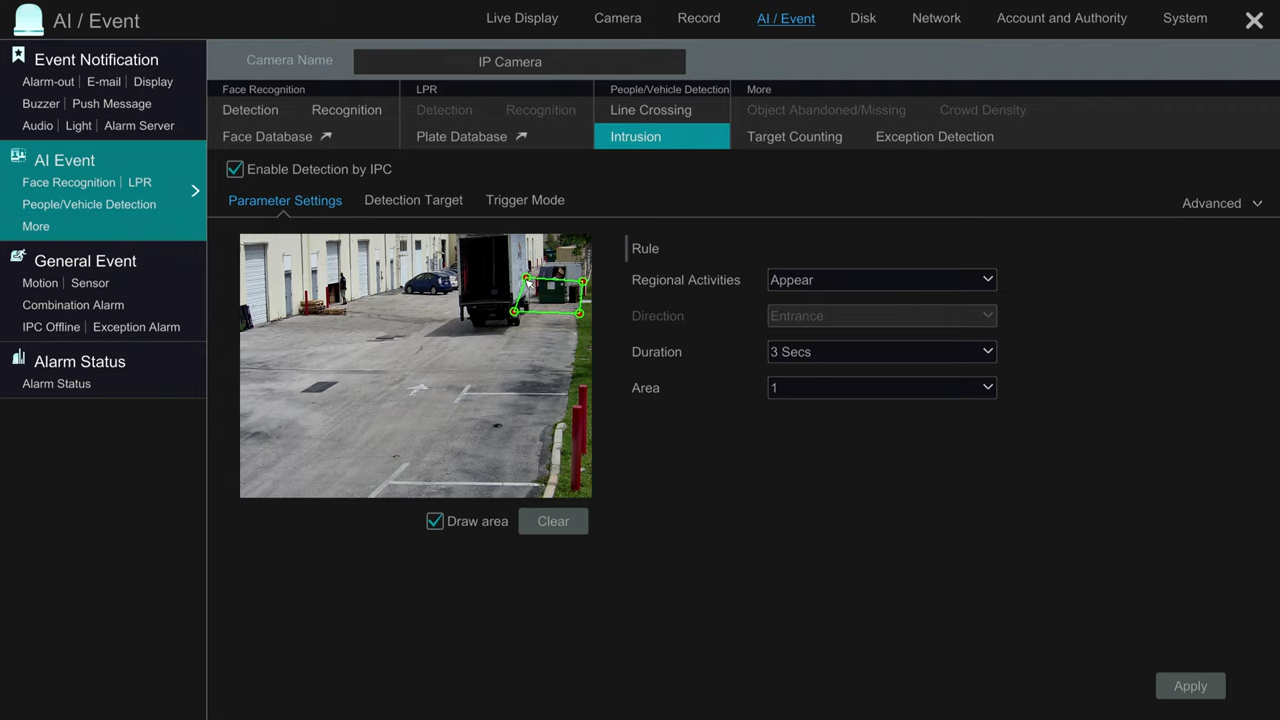 AI / Event
Live Display
Camera
Record
AI / Event
Disk
Network
Account and Authority
System
Event Notification
Alarm-out | E-mail | Display
Buzzer | Push Message
Audio | Light | Alarm Server
AI Event
Face Recognition | LPR
People/Vehicle Detection
More
General Event
Motion | Sensor
Combination Alarm
IPC Offline | Exception Alarm
Alarm Status
Alarm Status
Camera Name
IP Camera
Face Recognition
Detection
Recognition
Face Database
LPR
Detection
Recognition
Plate Database
People/Vehicle Detection
Line Crossing
Intrusion
More
Object Abandoned/Missing
Crowd Density
Target Counting
Exception Detection
Enable Detection by IPC
Parameter Settings
Detection Target
Trigger Mode
Advanced
Rule
Regional Activities
Appear
Direction
Entrance
Duration
3 Secs
Area
1
Draw area
Clear
Apply